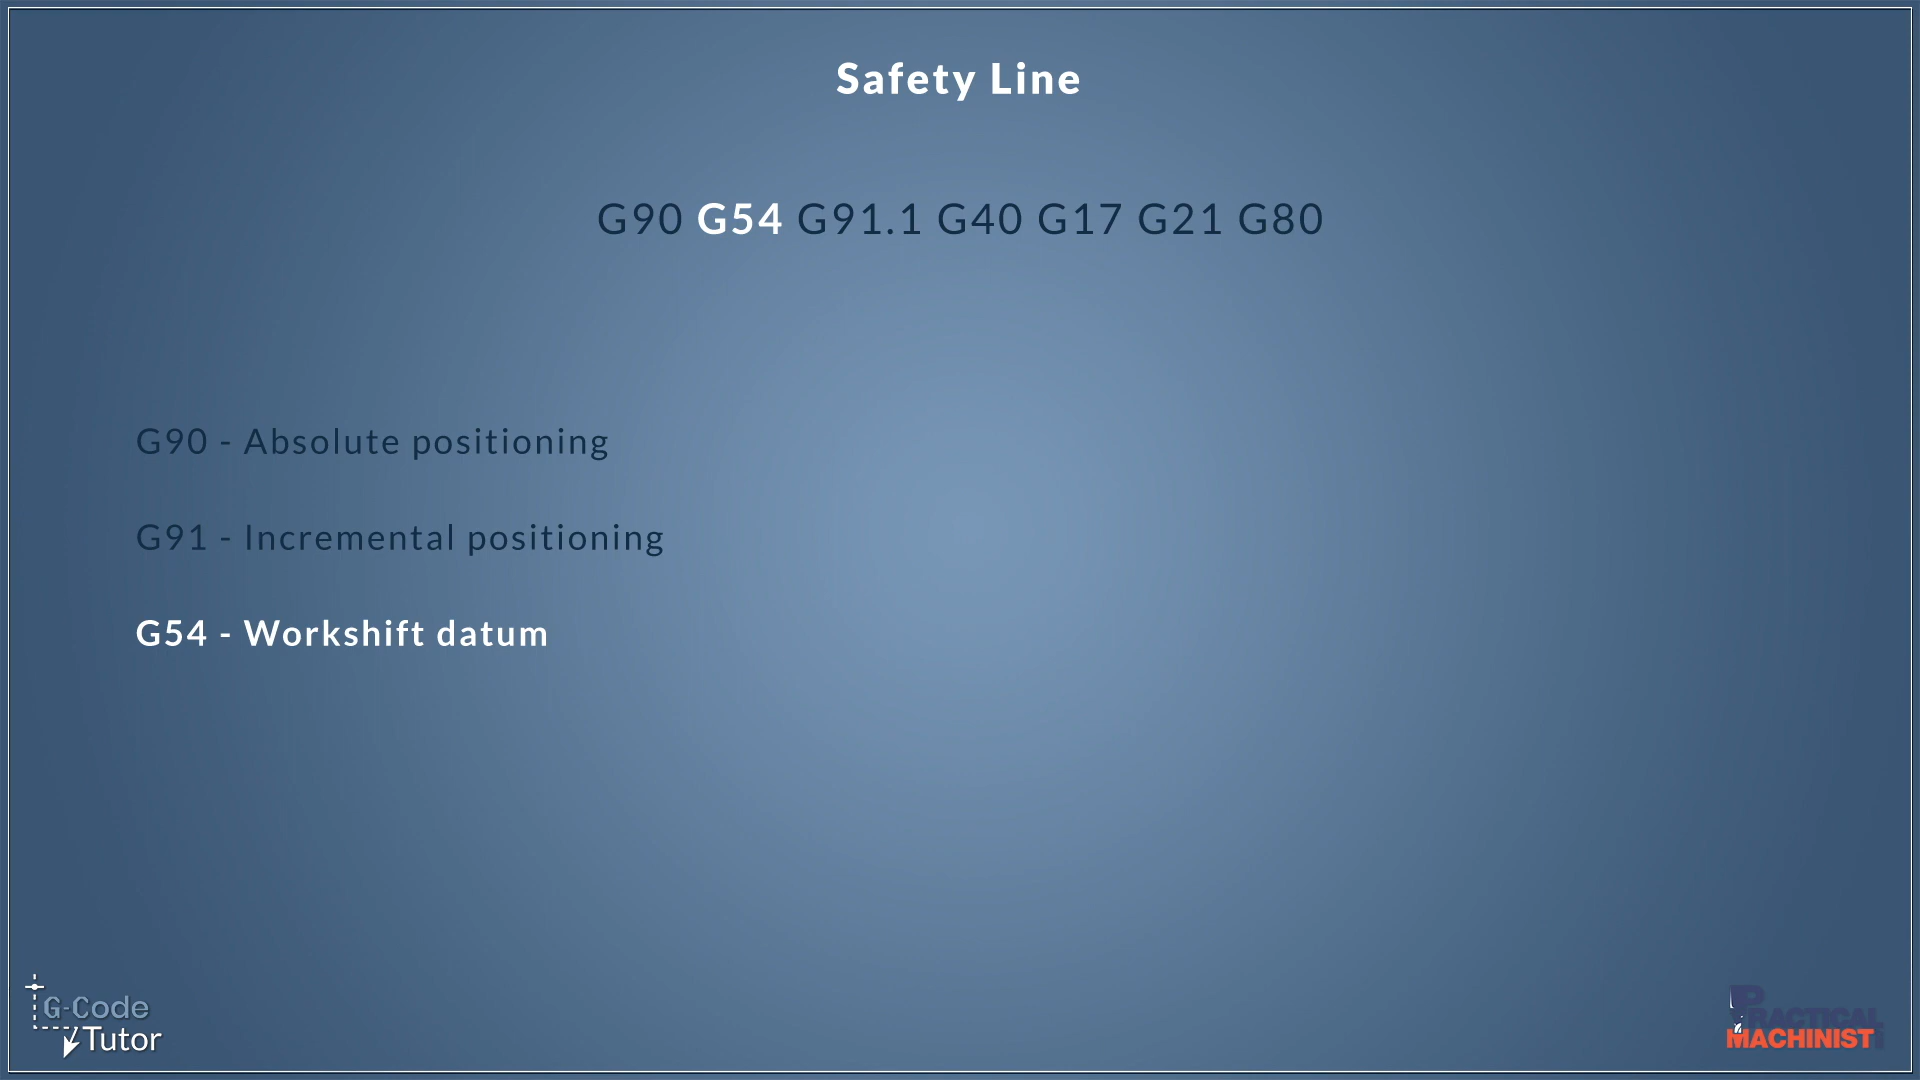 Safety Line
G90 G54 G91.1 G40 G17 G21 G80
G90 - Absolute positioning
G91 - Incremental positioning
G54 - Workshift datum
G-Code
Tutor
PRACTICAL
MACHINIST